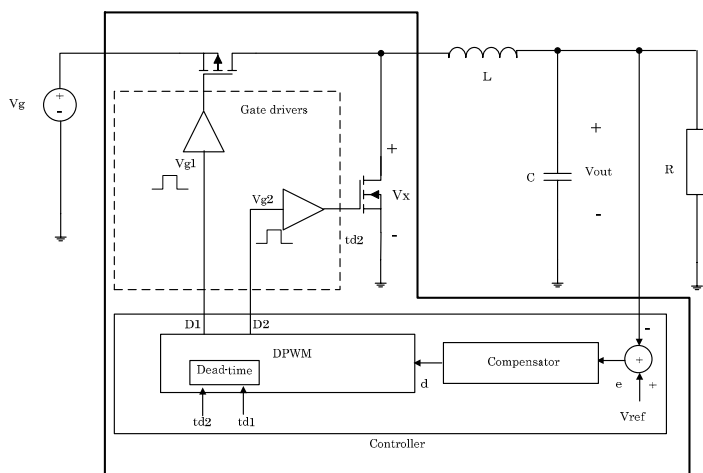 Gate drivers
L
Vg
+
-
Vg1
+
+
C
Vout
R
Vg2
Vx
td2
-
-
D1
D2
-
DPWM
Compensator
+
Dead-time
d
e
+
td2
td1
Vref
Controller